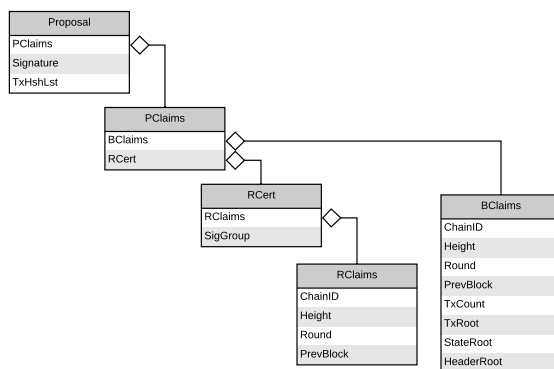 Proposal
PClaims
Signature
TxHshLst
PClaims
BClaims
RCert
RCert
RClaims
SigGroup
RClaims
ChainID
Height
Round
PrevBlock
BClaims
ChainID
Height
Round
PrevBlock
TxCount
TxRoot
StateRoot
HeaderRoot